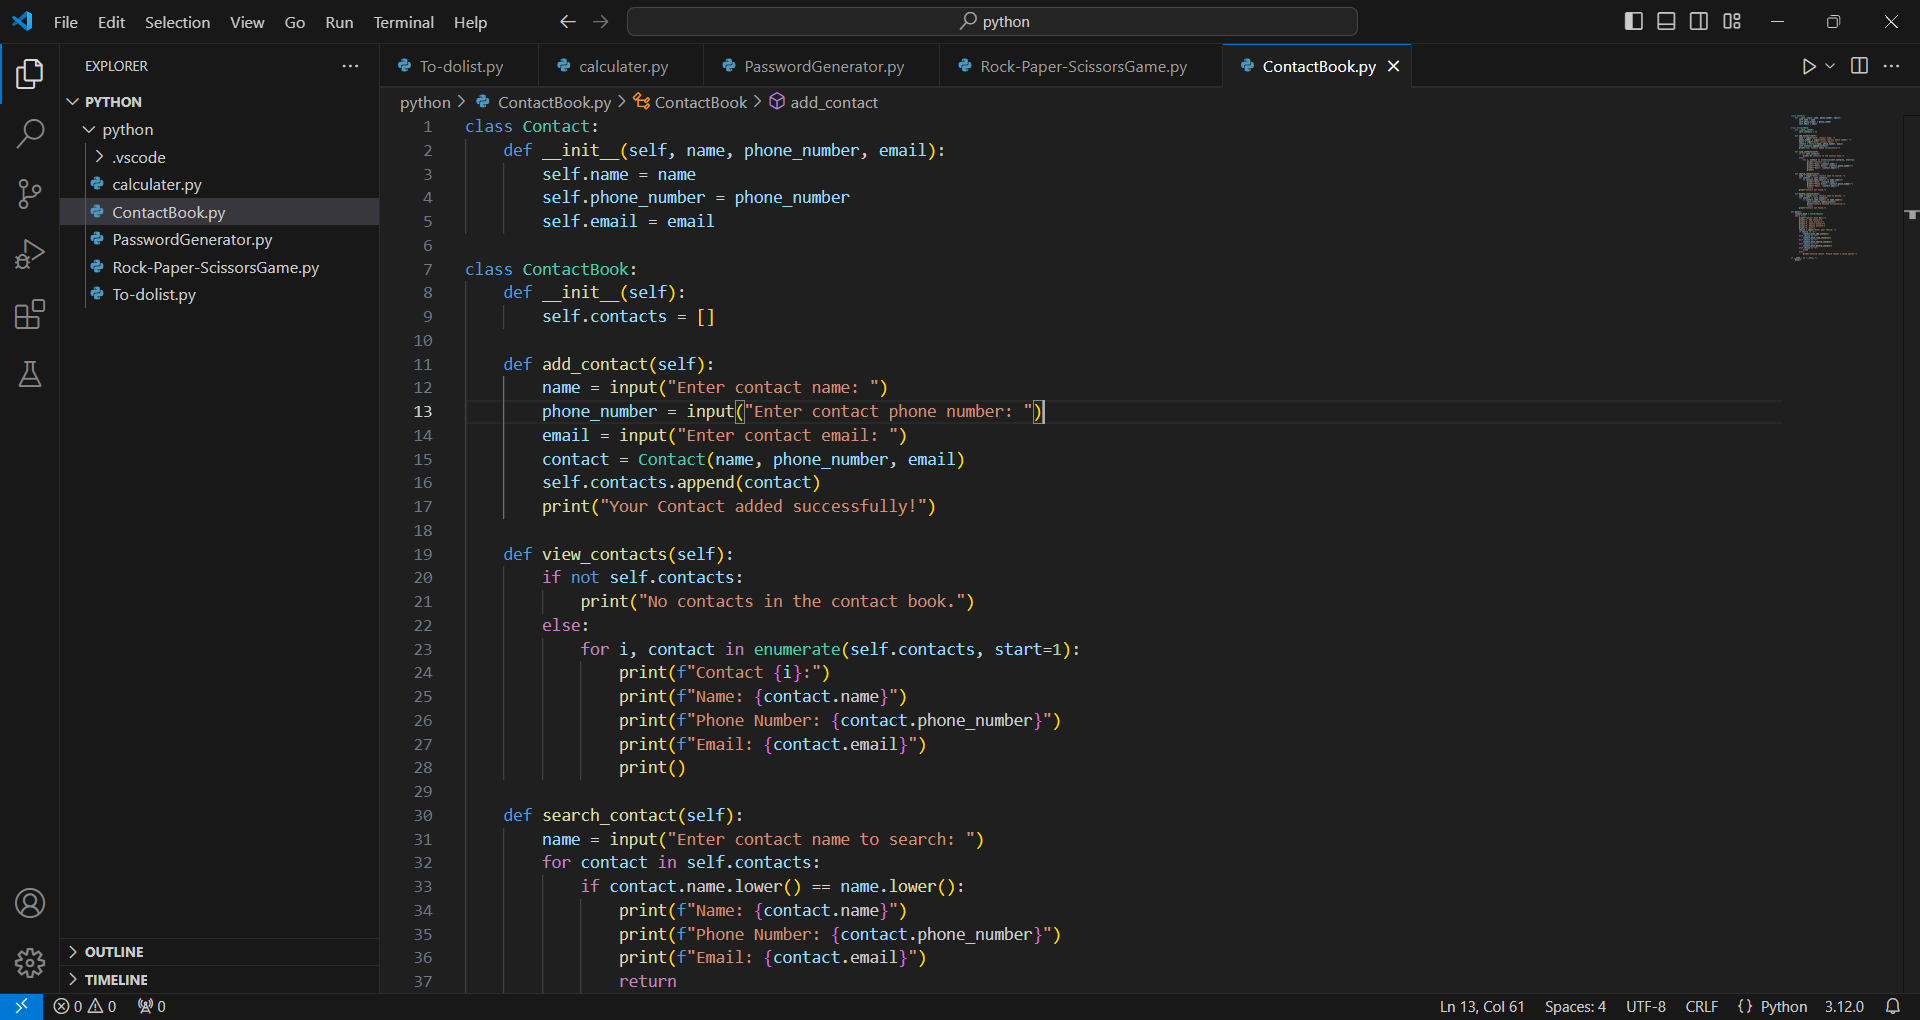 File Edit Selection View Go Run Terminal Help python
EXPLORER
PYTHON
python
.vscode
calculater.py
ContactBook.py
PasswordGenerator.py
Rock-Paper-ScissorsGame.py
To-dolist.py
OUTLINE
TIMELINE
To-dolist.py calculater.py PasswordGenerator.py Rock-Paper-ScissorsGame.py ContactBook.py
python > ContactBook.py > ContactBook > add_contact
1 class Contact:
2     def __init__(self, name, phone_number, email):
3         self.name = name
4         self.phone_number = phone_number
5         self.email = email
6
7 class ContactBook:
8     def __init__(self):
9         self.contacts = []
10
11     def add_contact(self):
12         name = input("Enter contact name: ")
13         phone_number = input("Enter contact phone number: ")
14         email = input("Enter contact email: ")
15         contact = Contact(name, phone_number, email)
16         self.contacts.append(contact)
17         print("Your Contact added successfully!")
18
19     def view_contacts(self):
20         if not self.contacts:
21             print("No contacts in the contact book.")
22         else:
23             for i, contact in enumerate(self.contacts, start=1):
24                 print(f"Contact {i}:")
25                 print(f"Name: {contact.name}")
26                 print(f"Phone Number: {contact.phone_number}")
27                 print(f"Email: {contact.email}")
28                 print()
29
30     def search_contact(self):
31         name = input("Enter contact name to search: ")
32         for contact in self.contacts:
33             if contact.name.lower() == name.lower():
34                 print(f"Name: {contact.name}")
35                 print(f"Phone Number: {contact.phone_number}")
36                 print(f"Email: {contact.email}")
37                 return
0 0 0 Ln 13, Col 61 Spaces: 4 UTF-8 CRLF {} Python 3.12.0